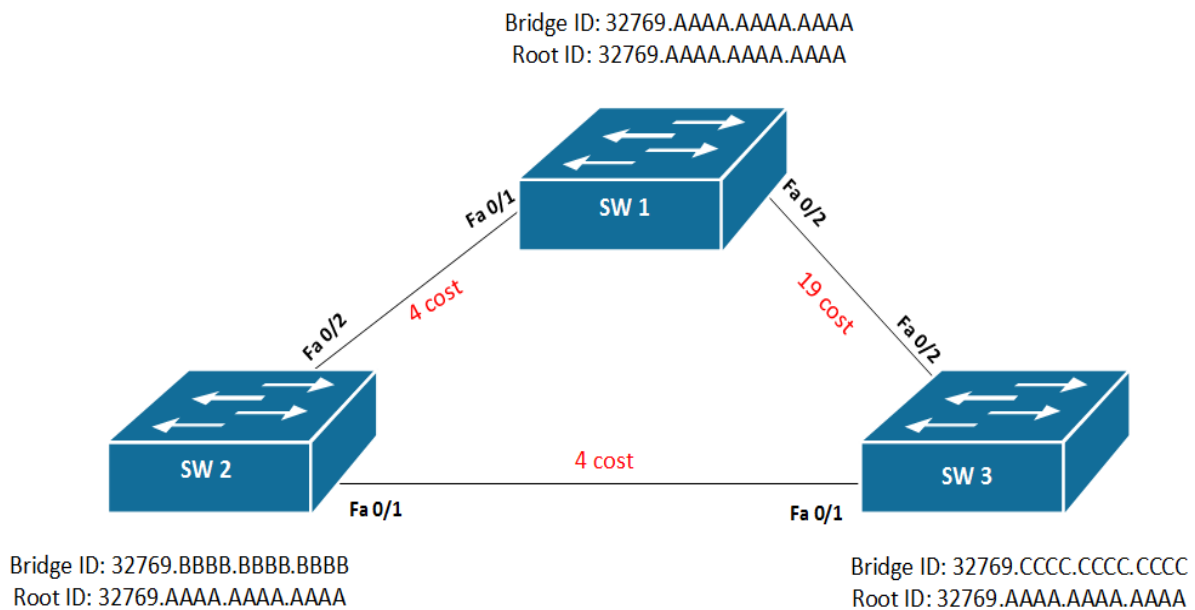 Bridge ID: 32769.AAAA.AAAA.AAAA
Root ID: 32769.AAAA.AAAA.AAAA
SW 1
Fa 0/1
Fa 0/2
4 cost
19 cost
Fa 0/2
Fa 0/2
SW 2
4 cost
SW 3
Fa 0/1
Fa 0/1
Bridge ID: 32769.BBBB.BBBB.BBBB
Root ID: 32769.AAAA.AAAA.AAAA
Bridge ID: 32769.CCCC.CCCC.CCCC
Root ID: 32769.AAAA.AAAA.AAAA